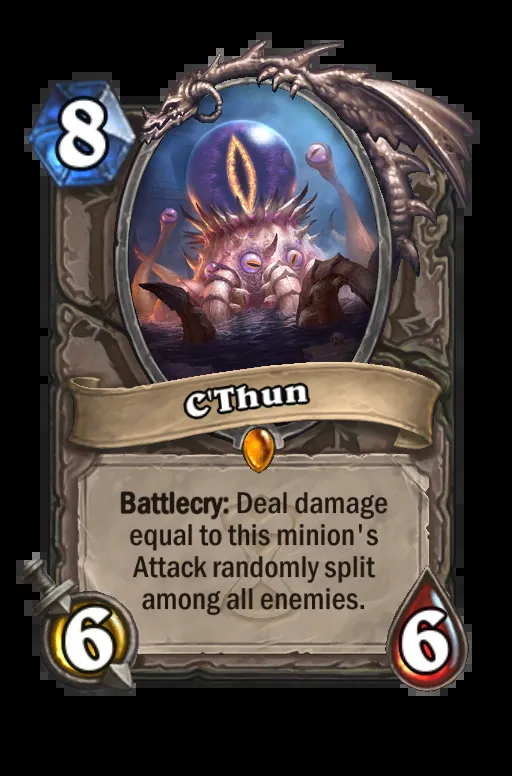 8
C'Thun
Battlecry: Deal damage
equal to this minion's
Attack randomly split
among all enemies.
6
6